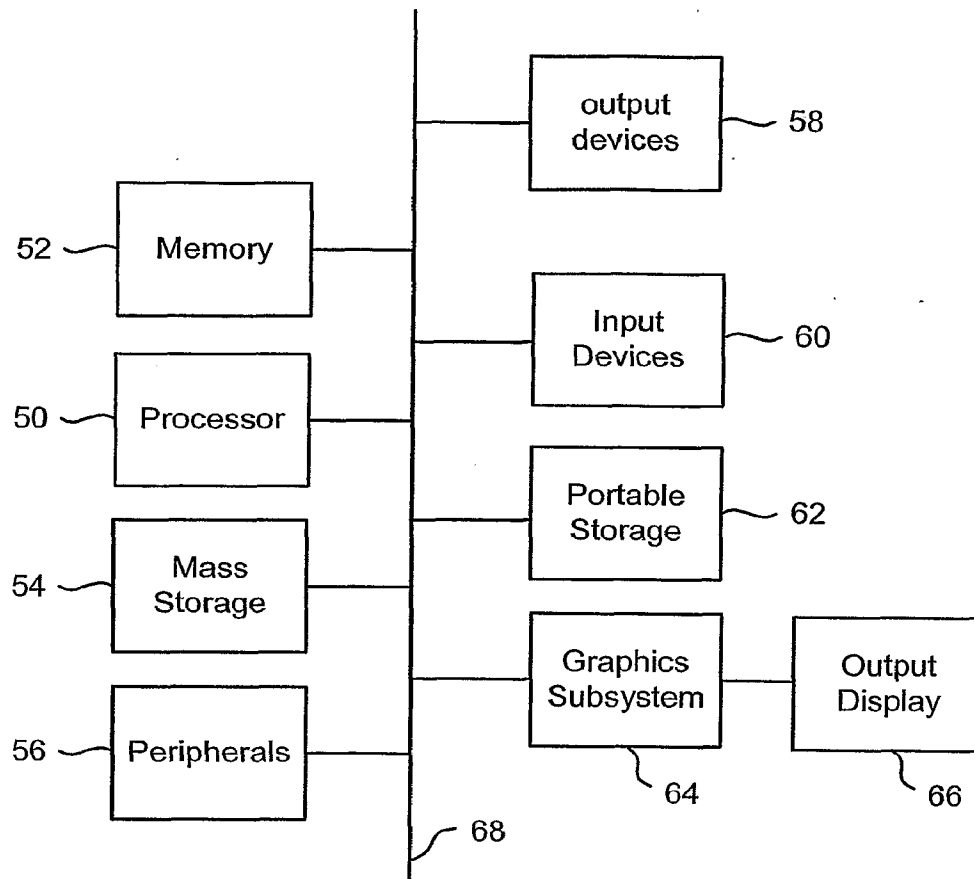 output
devices
58
52
Memory
Input
Devices
60
50
Processor
Portable
Storage
62
54
Mass
Storage
Graphics
Subsystem
Output
Display
56
Peripherals
64
66
68